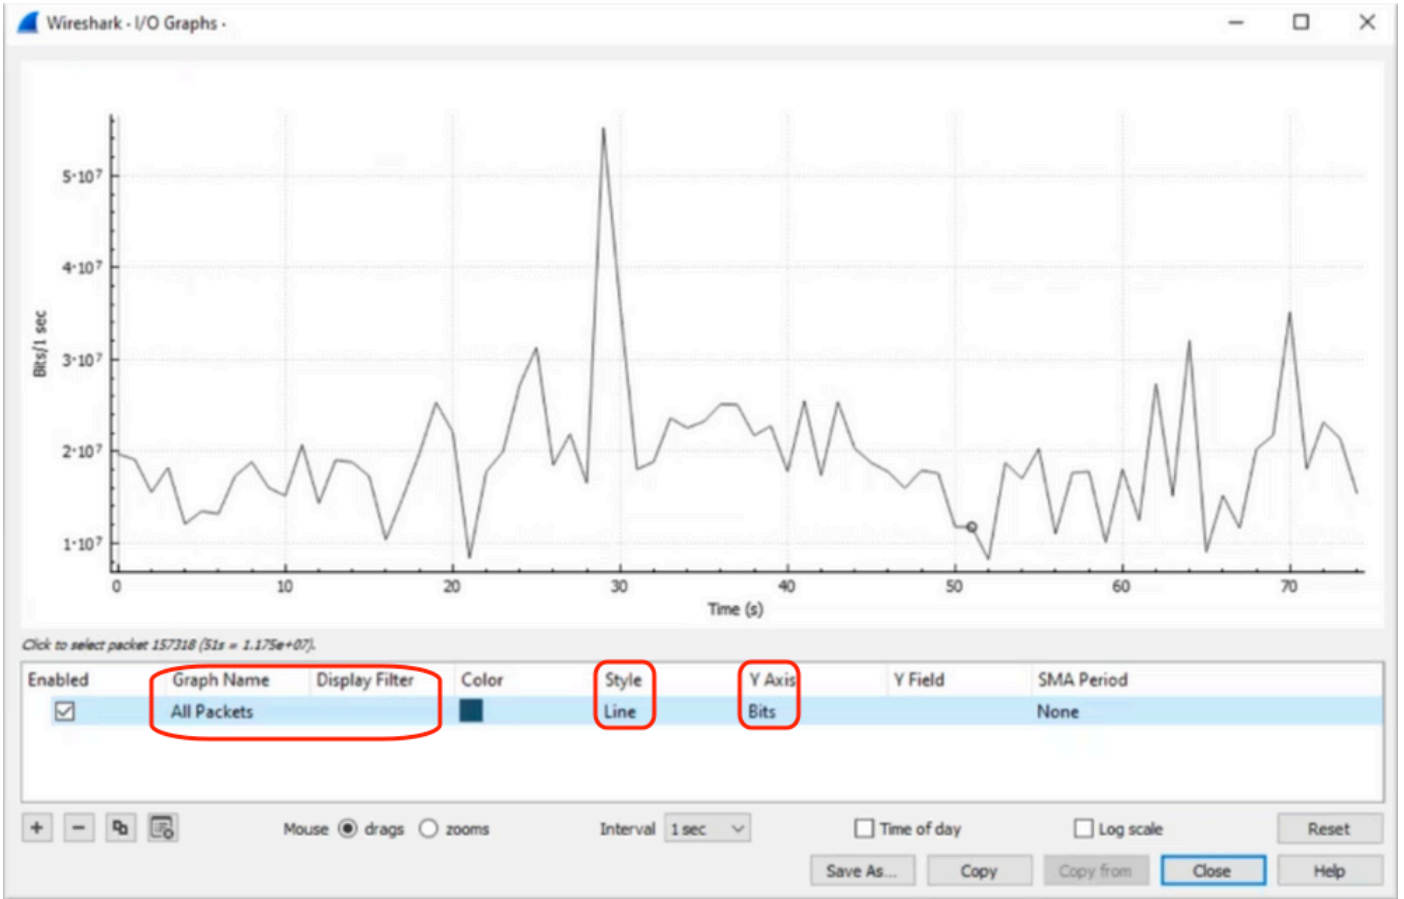 Wireshark - I/O Graphs -
5·10⁷
4·10⁷
3·10⁷
2·10⁷
1·10⁷
Bits/1 sec
0 10 20 30 40 50 60 70
Time (s)
Click to select packet 157318 (51s = 1.175e+07).
Enabled Graph Name Display Filter Color Style Y Axis Y Field SMA Period
All Packets Line Bits None
+ − Mouse drags zooms Interval 1 sec Time of day Log scale Reset
Save As... Copy Copy from Close Help